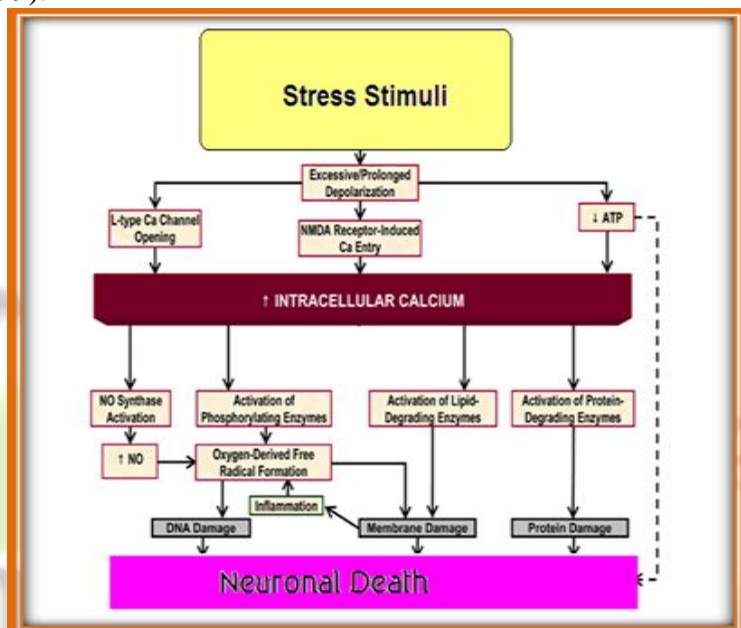 Stress Stimuli
Excessive/Prolonged
Depolarization
L-type Ca Channel
Opening
NMDA Receptor-Induced
Ca Entry
↓ ATP
↑ INTRACELLULAR CALCIUM
NO Synthase
Activation
Activation of
Phosphorylating Enzymes
Activation of Lipid-
Degrading Enzymes
Activation of Protein-
Degrading Enzymes
↑ NO
Oxygen-Derived Free
Radical Formation
Inflammation
DNA Damage
Membrane Damage
Protein Damage
Neuronal Death